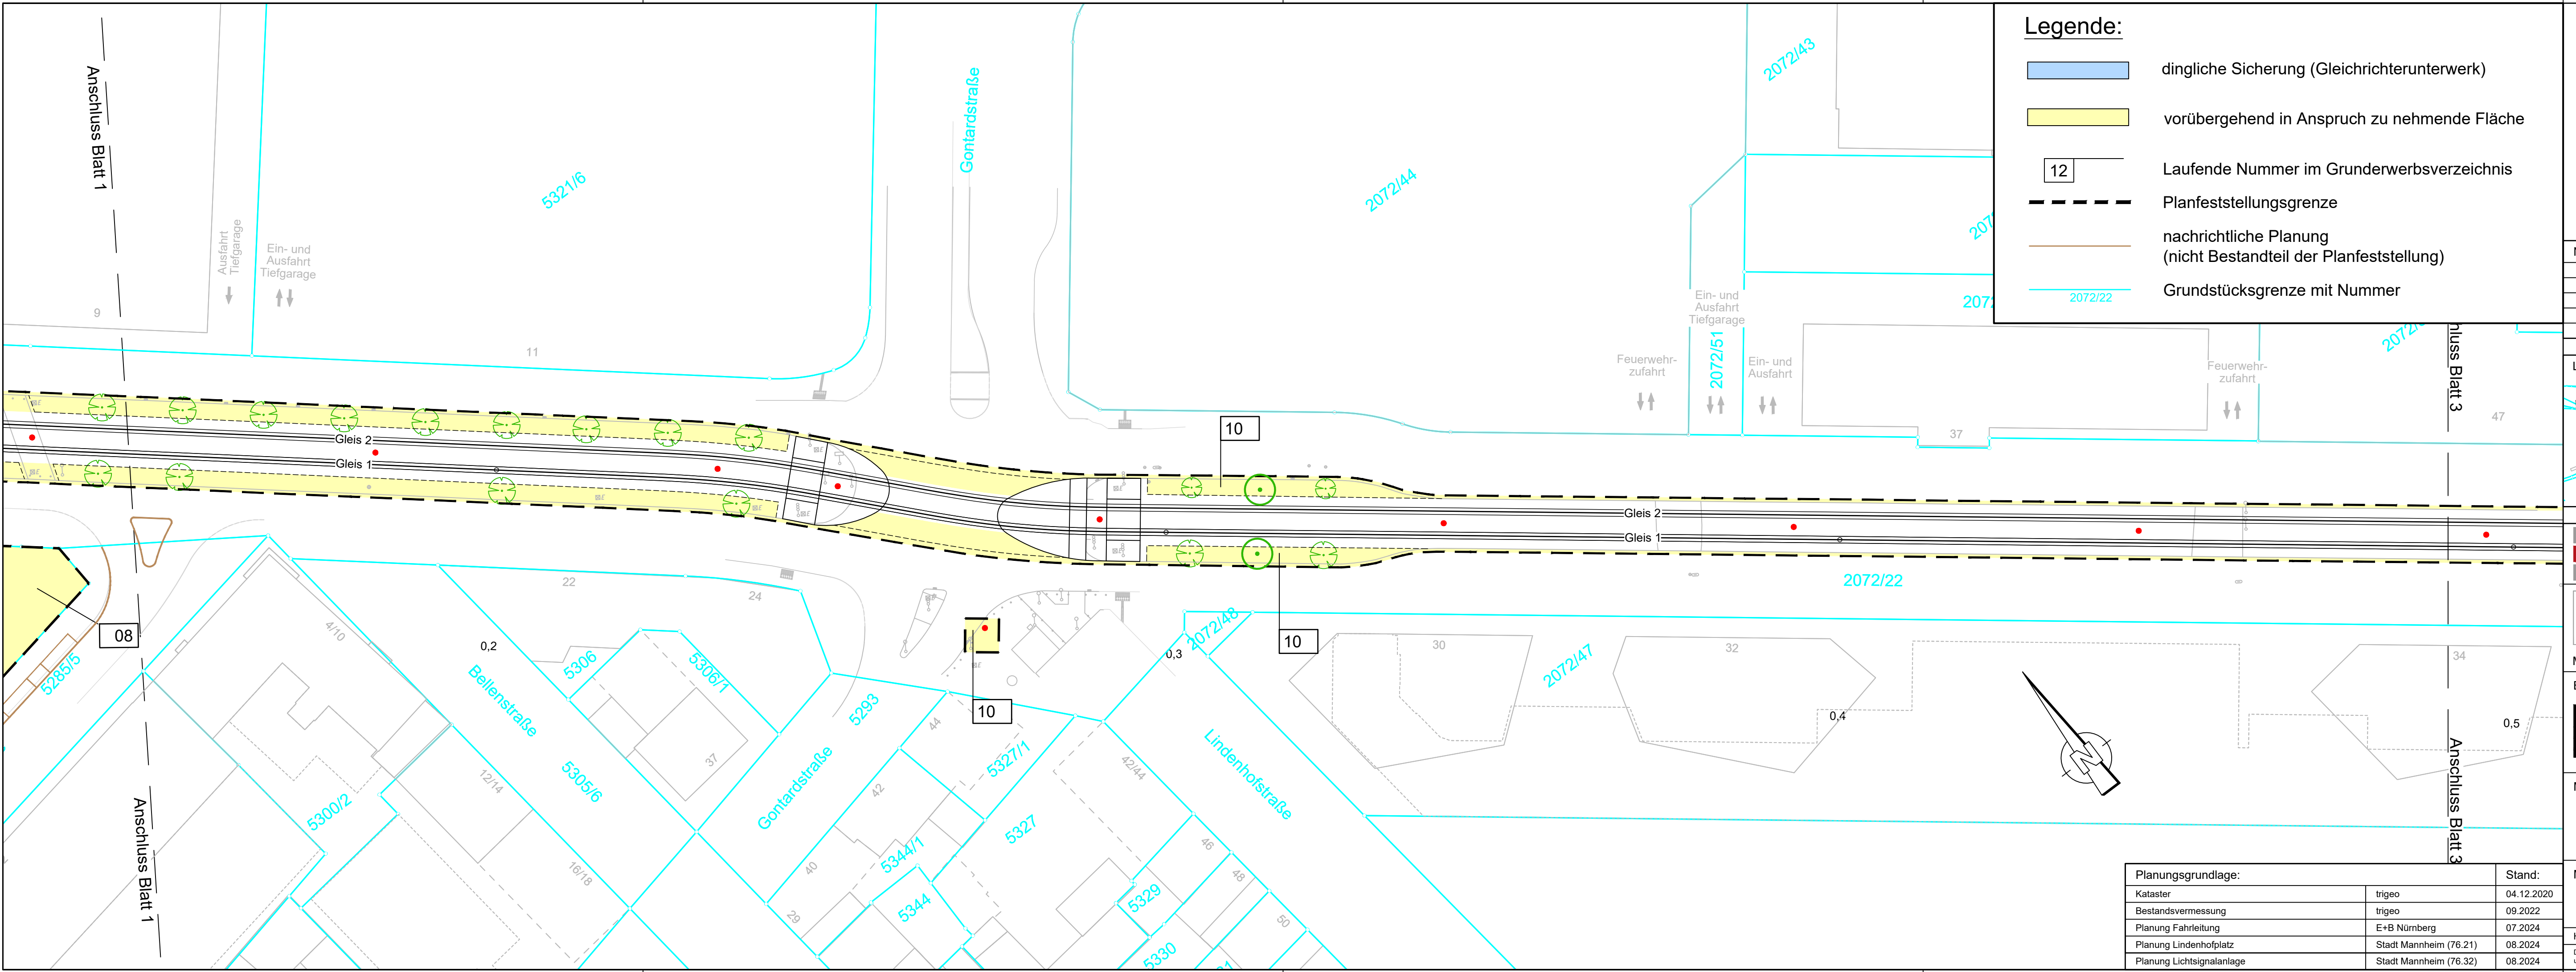 Legende:
dingliche Sicherung (Gleichrichterunterwerk)
vorübergehend in Anspruch zu nehmende Fläche
12
Laufende Nummer im Grunderwerbsverzeichnis
Planfeststellungsgrenze
nachrichtliche Planung
(nicht Bestandteil der Planfeststellung)
2072/22
Grundstücksgrenze mit Nummer
Anschluss Blatt 1
Gontardstraße
5321/6
2072/44
2072/43
Ausfahrt
Tiefgarage
Ein- und
Ausfahrt
Tiefgarage
9
11
Ein- und
Ausfahrt
Tiefgarage
2072/51
Feuerwehr-
zufahrt
Ein- und
Ausfahrt
37
Feuerwehr-
zufahrt
47
Gleis 2
Gleis 1
10
Gleis 2
Gleis 1
2072/22
08
5285/5
4/10
22
24
0,2
5306
5306/1
Bellenstraße
5305/6
37
5300/2
12/14
16/18
Gontardstraße
5293
10
44
42
40
29
5327/1
5327
5344/1
5344
42/44
5329
5330
46
48
50
Lindenhofstraße
0,3
2072/48
10
30
2072/47
32
0,4
34
0,5
N
Anschluss Blatt 1
Anschluss Blatt 3
Planungsgrundlage: Stand:
Kataster trigeo 04.12.2020
Bestandsvermessung trigeo 09.2022
Planung Fahrleitung E+B Nürnberg 07.2024
Planung Lindenhofplatz Stadt Mannheim (76.21) 08.2024
Planung Lichtsignalanlage Stadt Mannheim (76.32) 08.2024